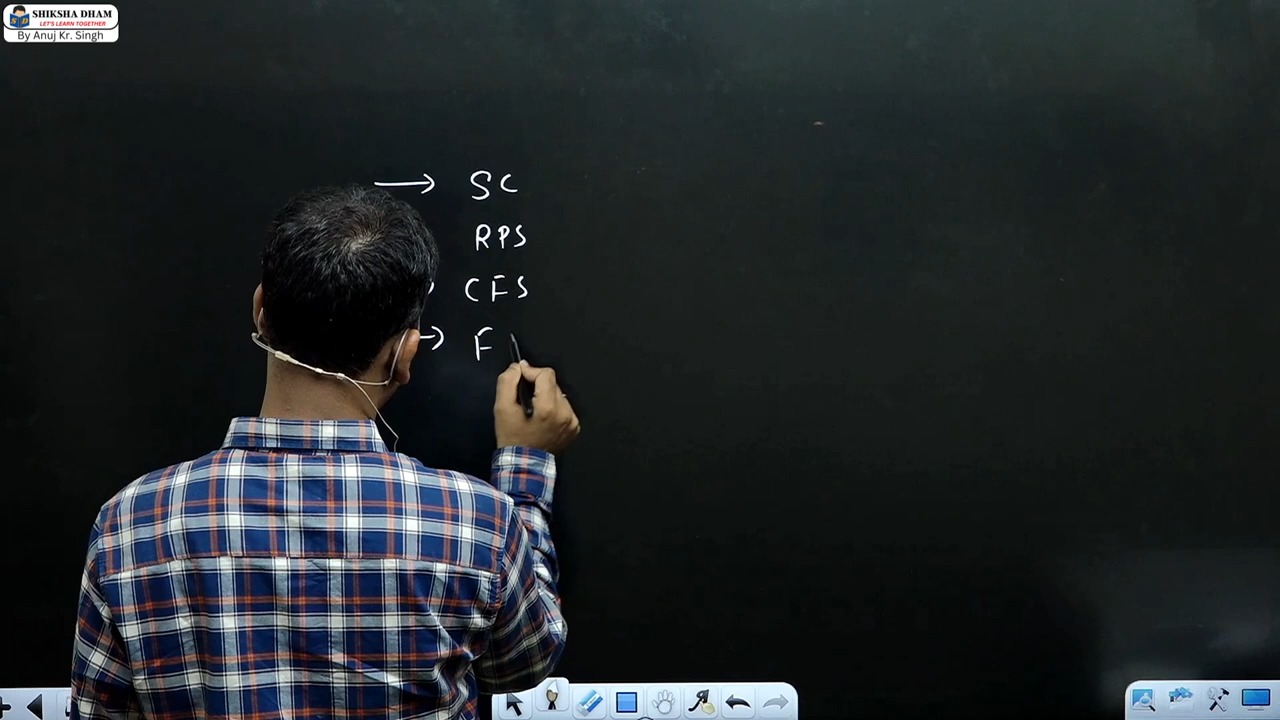 SHIKSHA DHAM
LET'S LEARN TOGETHER
By Anuj Kr. Singh
→ SC
RPS
CFS
→ F